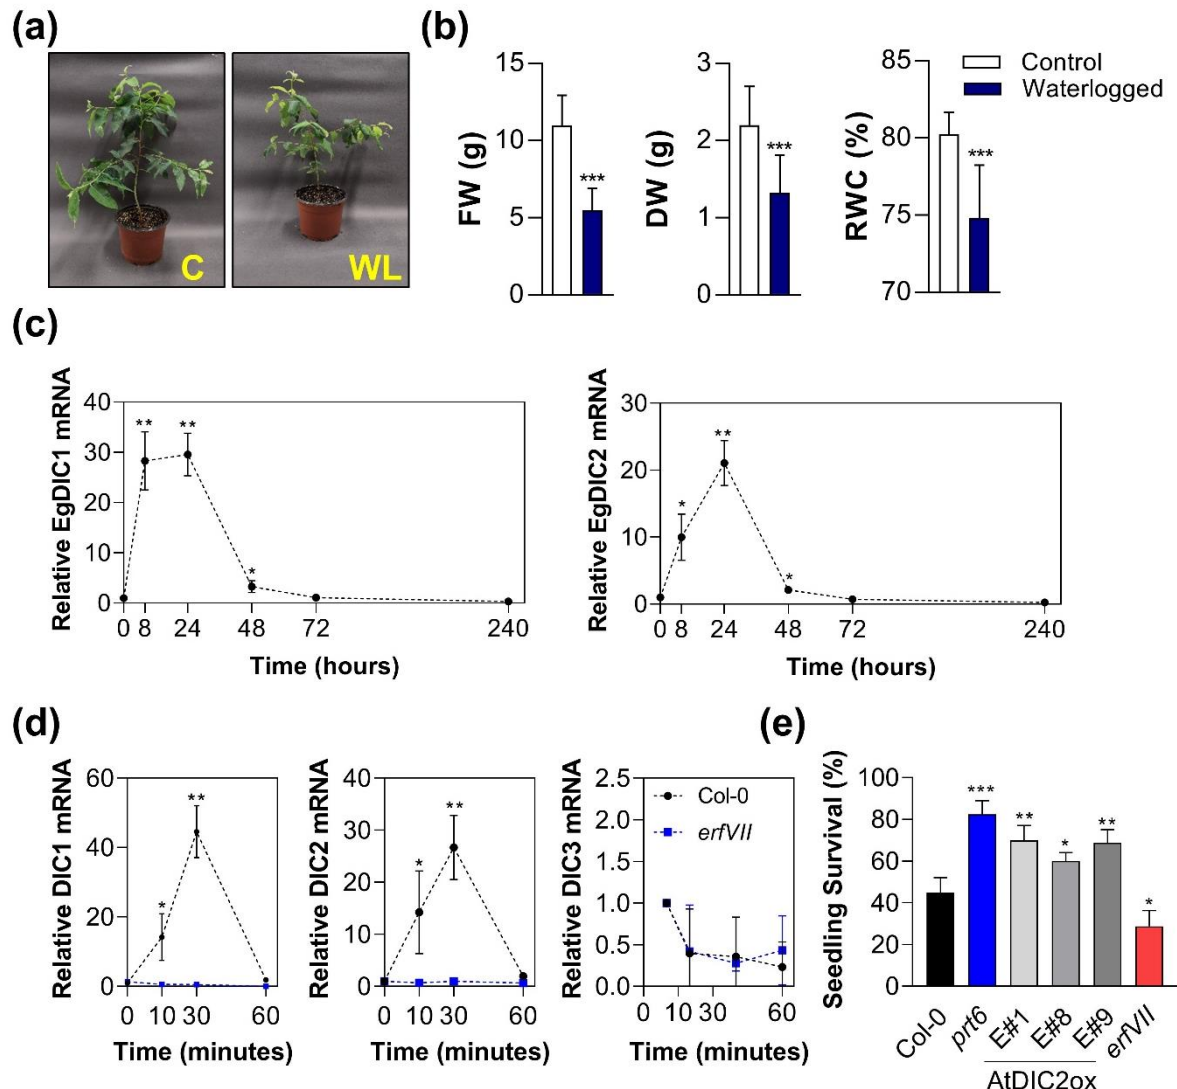 (a)
C
WL
(b)
FW (g)
15
10
5
0
***
DW (g)
3
2
1
0
***
RWC (%)
85
80
75
70
***
Control
Waterlogged
(c)
Relative EgDIC1 mRNA
40
30
20
10
0
** **
*
0 8 24 48 72 240
Time (hours)
Relative EgDIC2 mRNA
30
20
10
0
**
*
*
0 8 24 48 72 240
Time (hours)
(d)
Relative DIC1 mRNA
60
40
20
0
**
*
0 10 30 60
Time (minutes)
Relative DIC2 mRNA
40
30
20
10
0
**
*
0 10 30 60
Time (minutes)
Relative DIC3 mRNA
2.5
2.0
1.5
1.0
0.5
0.0
Col-0
erfVII
0 10 30 60
Time (minutes)
(e)
Seedling Survival (%)
100
80
60
40
20
0
*** ** * ** *
Col-0 prt6 E#1 E#8 E#9 erfVII
AtDIC2ox